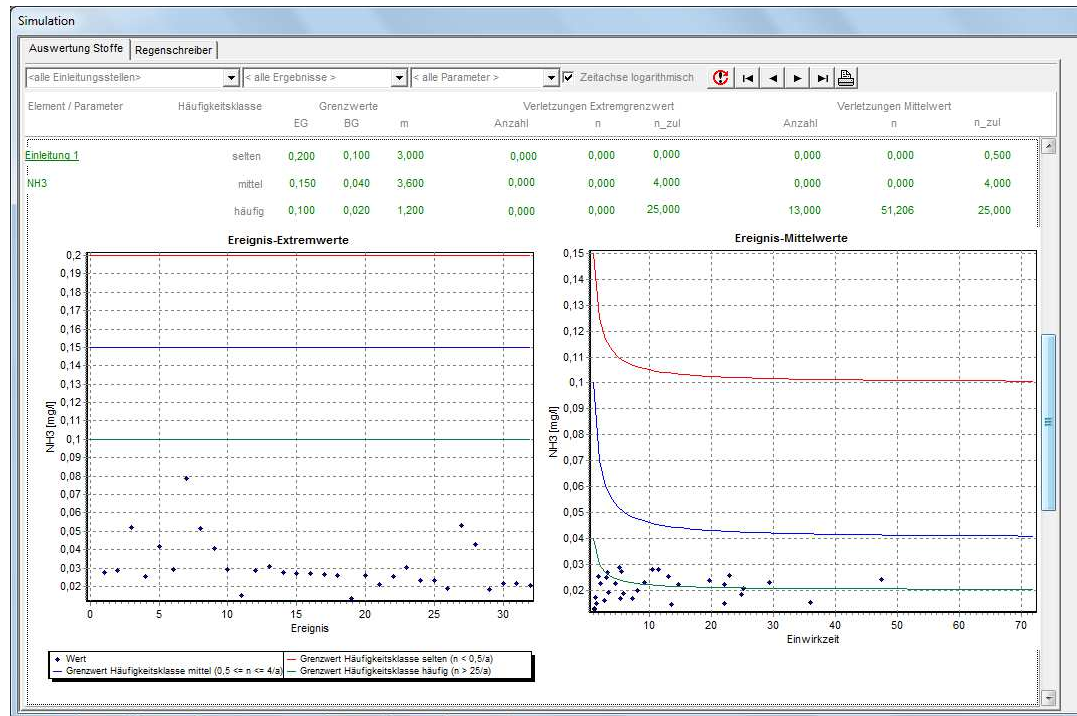 Simulation
Auswertung Stoffe Regenschreiber
<alle Einleitungsstellen> < alle Ergebnisse > < alle Parameter > Zeitachse logarithmisch
Element / Parameter Häufigkeitsklasse Grenzwerte Verletzungen Extremgrenzwert Verletzungen Mittelwert
EG BG m Anzahl n n_zul Anzahl n n_zul
Einleitung 1 selten 0,200 0,100 3,000 0,000 0,000 0,000 0,000 0,000 0,500
NH3 mittel 0,150 0,040 3,600 0,000 0,000 4,000 0,000 0,000 4,000
häufig 0,100 0,020 1,200 0,000 0,000 25,000 13,000 51,206 25,000
Ereignis-Extremwerte
0,2
0,19
0,18
0,17
0,16
0,15
0,14
0,13
0,12
0,11
0,1
0,09
0,08
0,07
0,06
0,05
0,04
0,03
0,02
NH3 [mg/l]
0 5 10 15 20 25 30
Ereignis
Ereignis-Mittelwerte
0,15
0,14
0,13
0,12
0,11
0,1
0,09
0,08
0,07
0,06
0,05
0,04
0,03
0,02
NH3 [mg/l]
10 20 30 40 50 60 70
Einwirkzeit
Wert Grenzwert Häufigkeitsklasse selten (n < 0,5/a)
Grenzwert Häufigkeitsklasse mittel (0,5 <= n <= 4/a) Grenzwert Häufigkeitsklasse häufig (n > 25/a)